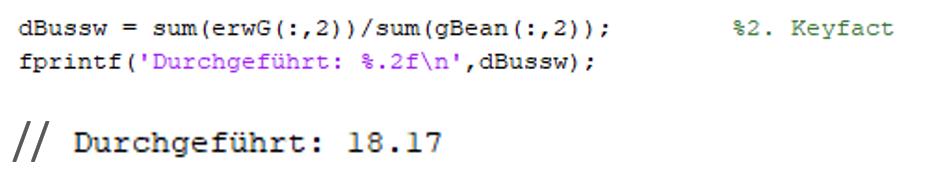 dBussw = sum(erwG(:,2))/sum(gBean(:,2)); %2. Keyfact
fprintf('Durchgeführt: %.2f\n',dBussw);
// Durchgeführt: 18.17